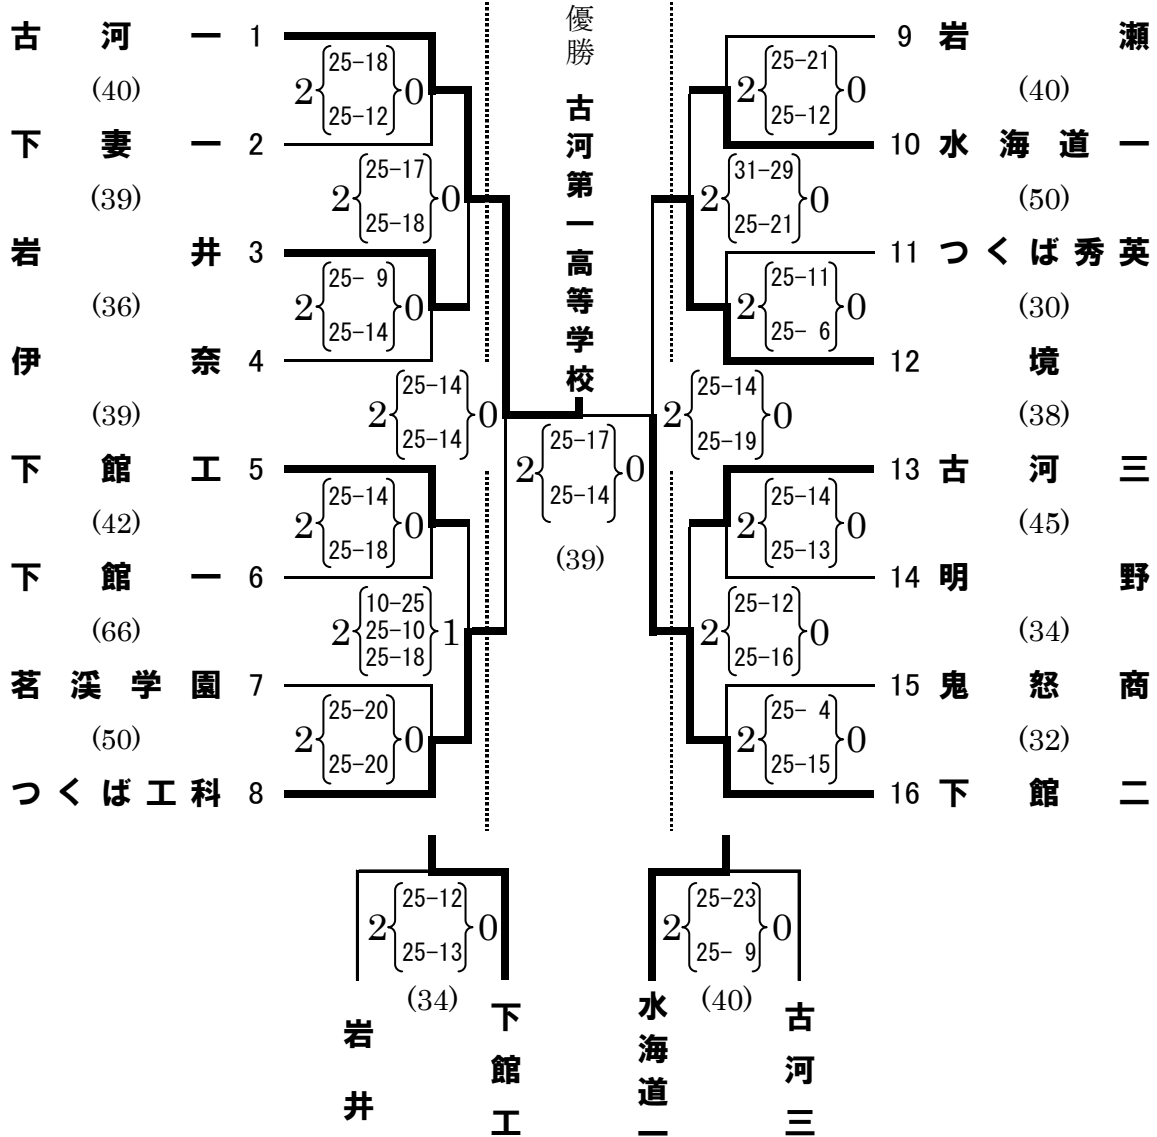 優勝
古河第一高等学校
古河一 1
(40)
下妻一 2
(39)
岩井 3
(36)
伊奈 4
(39)
下館工 5
(42)
下館一 6
(66)
茗溪学園 7
(50)
つくば工科 8
2 25-18 0
25-12
2 25-17 0
25-18
2 25- 9 0
25-14
2 25-14 0
25-14
2 25-14 0
25-18
2 10-25 1
25-10
25-18
2 25-20 0
25-20
2 25-17 0
25-14
(39)
9 岩瀬
(40)
10 水海道一
(50)
11 つくば秀英
(30)
12 境
(38)
13 古河三
(45)
14 明野
(34)
15 鬼怒商
(32)
16 下館二
2 25-21 0
25-12
2 31-29 0
25-21
2 25-11 0
25- 6
2 25-14 0
25-19
2 25-14 0
25-13
2 25-12 0
25-16
2 25- 4 0
25-15
2 25-12 0
25-13
(34)
岩井
下館工
2 25-23 0
25- 9
(40)
水海道一
古河三